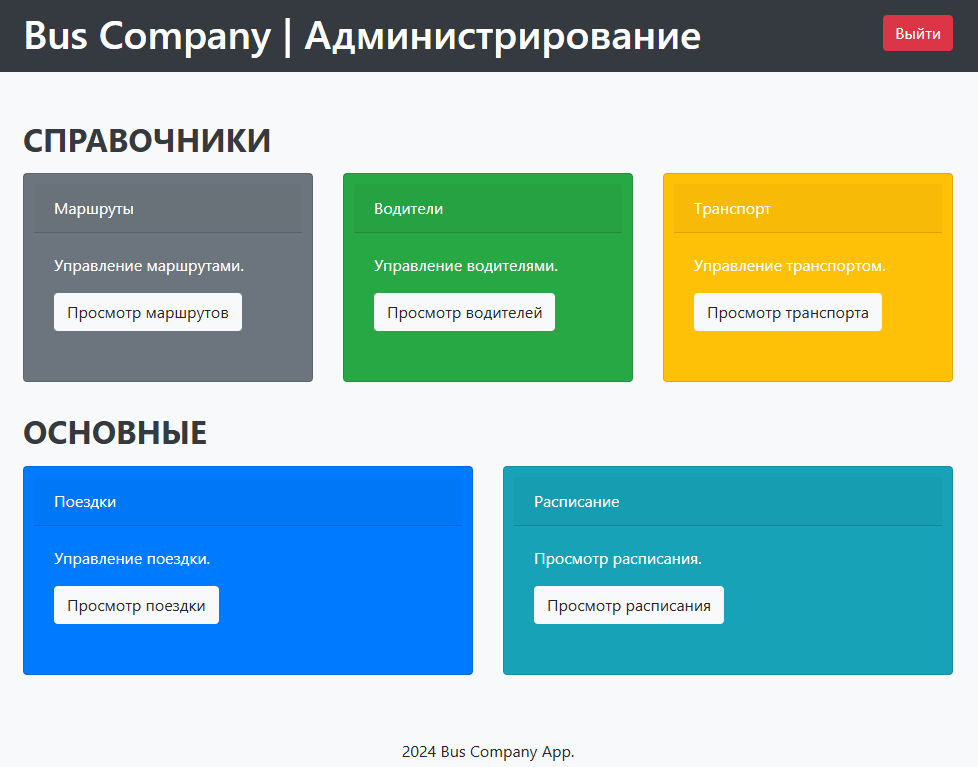 Bus Company | Администрирование
Выйти
СПРАВОЧНИКИ
Маршруты
Управление маршрутами.
Просмотр маршрутов
Водители
Управление водителями.
Просмотр водителей
Транспорт
Управление транспортом.
Просмотр транспорта
ОСНОВНЫЕ
Поездки
Управление поездки.
Просмотр поездки
Расписание
Просмотр расписания.
Просмотр расписания
2024 Bus Company App.